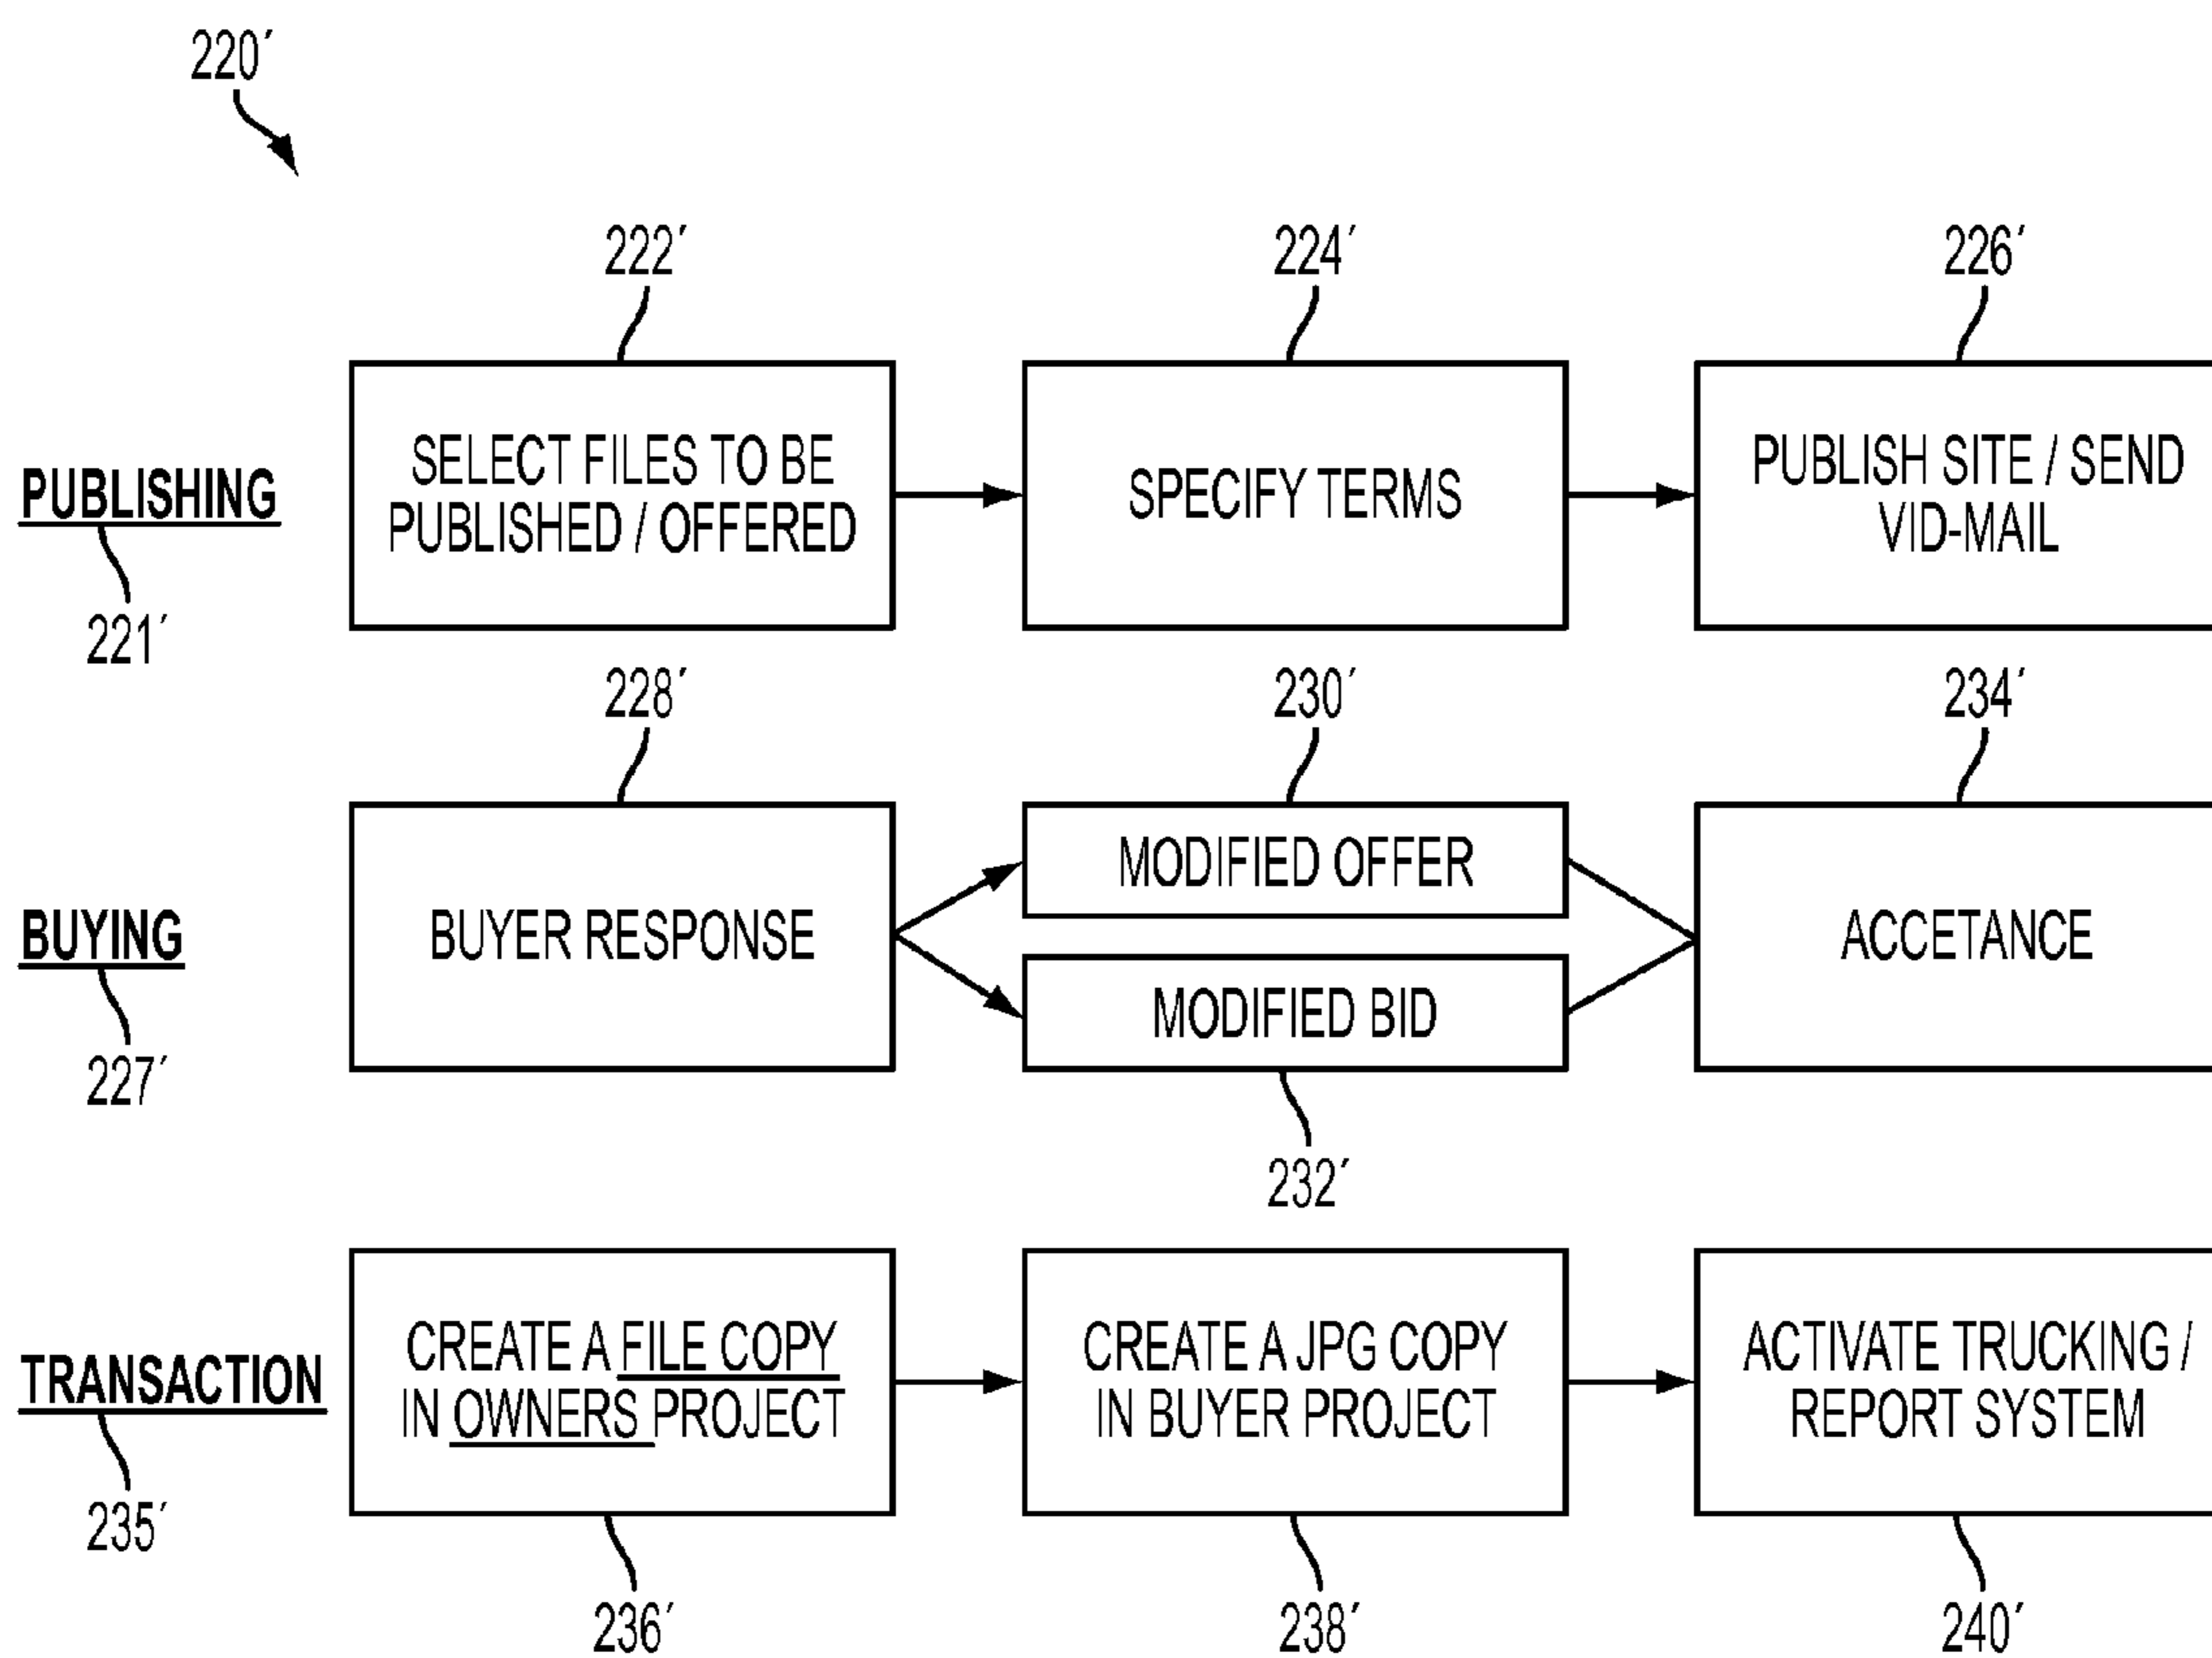 220′
222′
224′
226′
PUBLISHING
221′
SELECT FILES TO BE
PUBLISHED / OFFERED
SPECIFY TERMS
PUBLISH SITE / SEND
VID-MAIL
228′
230′
234′
BUYING
227′
BUYER RESPONSE
MODIFIED OFFER
MODIFIED BID
ACCETANCE
232′
TRANSACTION
235′
CREATE A FILE COPY
IN OWNERS PROJECT
CREATE A JPG COPY
IN BUYER PROJECT
ACTIVATE TRUCKING /
REPORT SYSTEM
236′
238′
240′